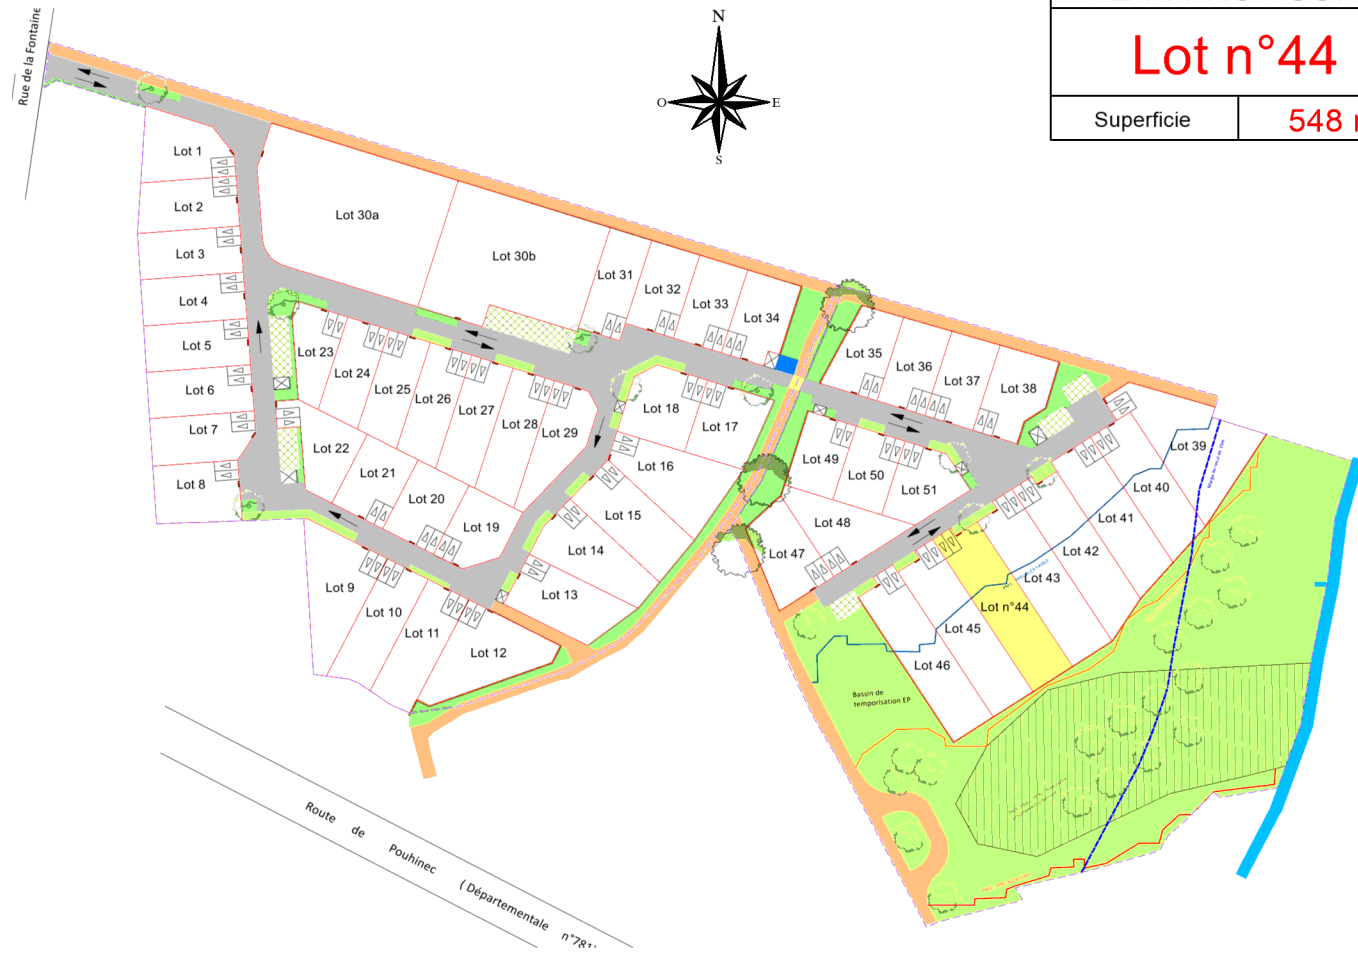 Rue de la Fontaine
N
O
E
S
Lot n°44
Superficie
548
Lot 1
Lot 2
Lot 3
Lot 4
Lot 5
Lot 6
Lot 7
Lot 8
Lot 30a
Lot 30b
Lot 31
Lot 32
Lot 33
Lot 34
Lot 35
Lot 36
Lot 37
Lot 38
Lot 39
Lot 40
Lot 41
Lot 42
Lot 43
Lot n°44
Lot 45
Lot 46
Lot 47
Lot 48
Lot 49
Lot 50
Lot 51
Lot 23
Lot 24
Lot 25
Lot 26
Lot 27
Lot 28
Lot 29
Lot 18
Lot 17
Lot 16
Lot 15
Lot 14
Lot 13
Lot 22
Lot 21
Lot 20
Lot 19
Lot 9
Lot 10
Lot 11
Lot 12
Bassin de
temporisation EP
Route de Pouhinec (Départementale n°781